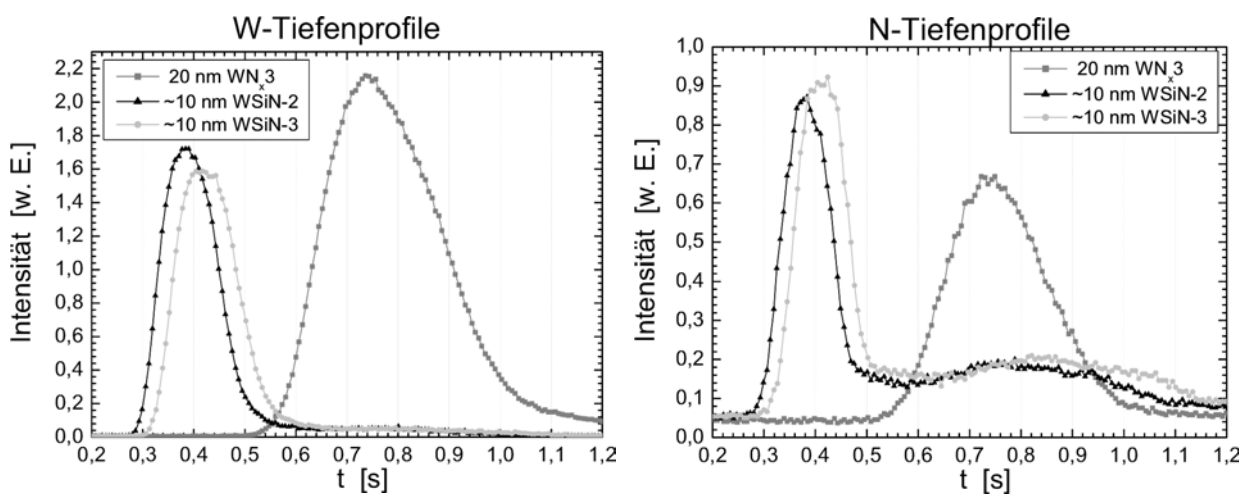 W-Tiefenprofile
20 nm WNx3
~10 nm WSiN-2
~10 nm WSiN-3
Intensität [w. E.]
2,2
2,0
1,8
1,6
1,4
1,2
1,0
0,8
0,6
0,4
0,2
0,0
0,2 0,3 0,4 0,5 0,6 0,7 0,8 0,9 1,0 1,1 1,2
t [s]
N-Tiefenprofile
20 nm WNx3
~10 nm WSiN-2
~10 nm WSiN-3
Intensität [w. E.]
1,0
0,9
0,8
0,7
0,6
0,5
0,4
0,3
0,2
0,1
0,0
0,2 0,3 0,4 0,5 0,6 0,7 0,8 0,9 1,0 1,1 1,2
t [s]